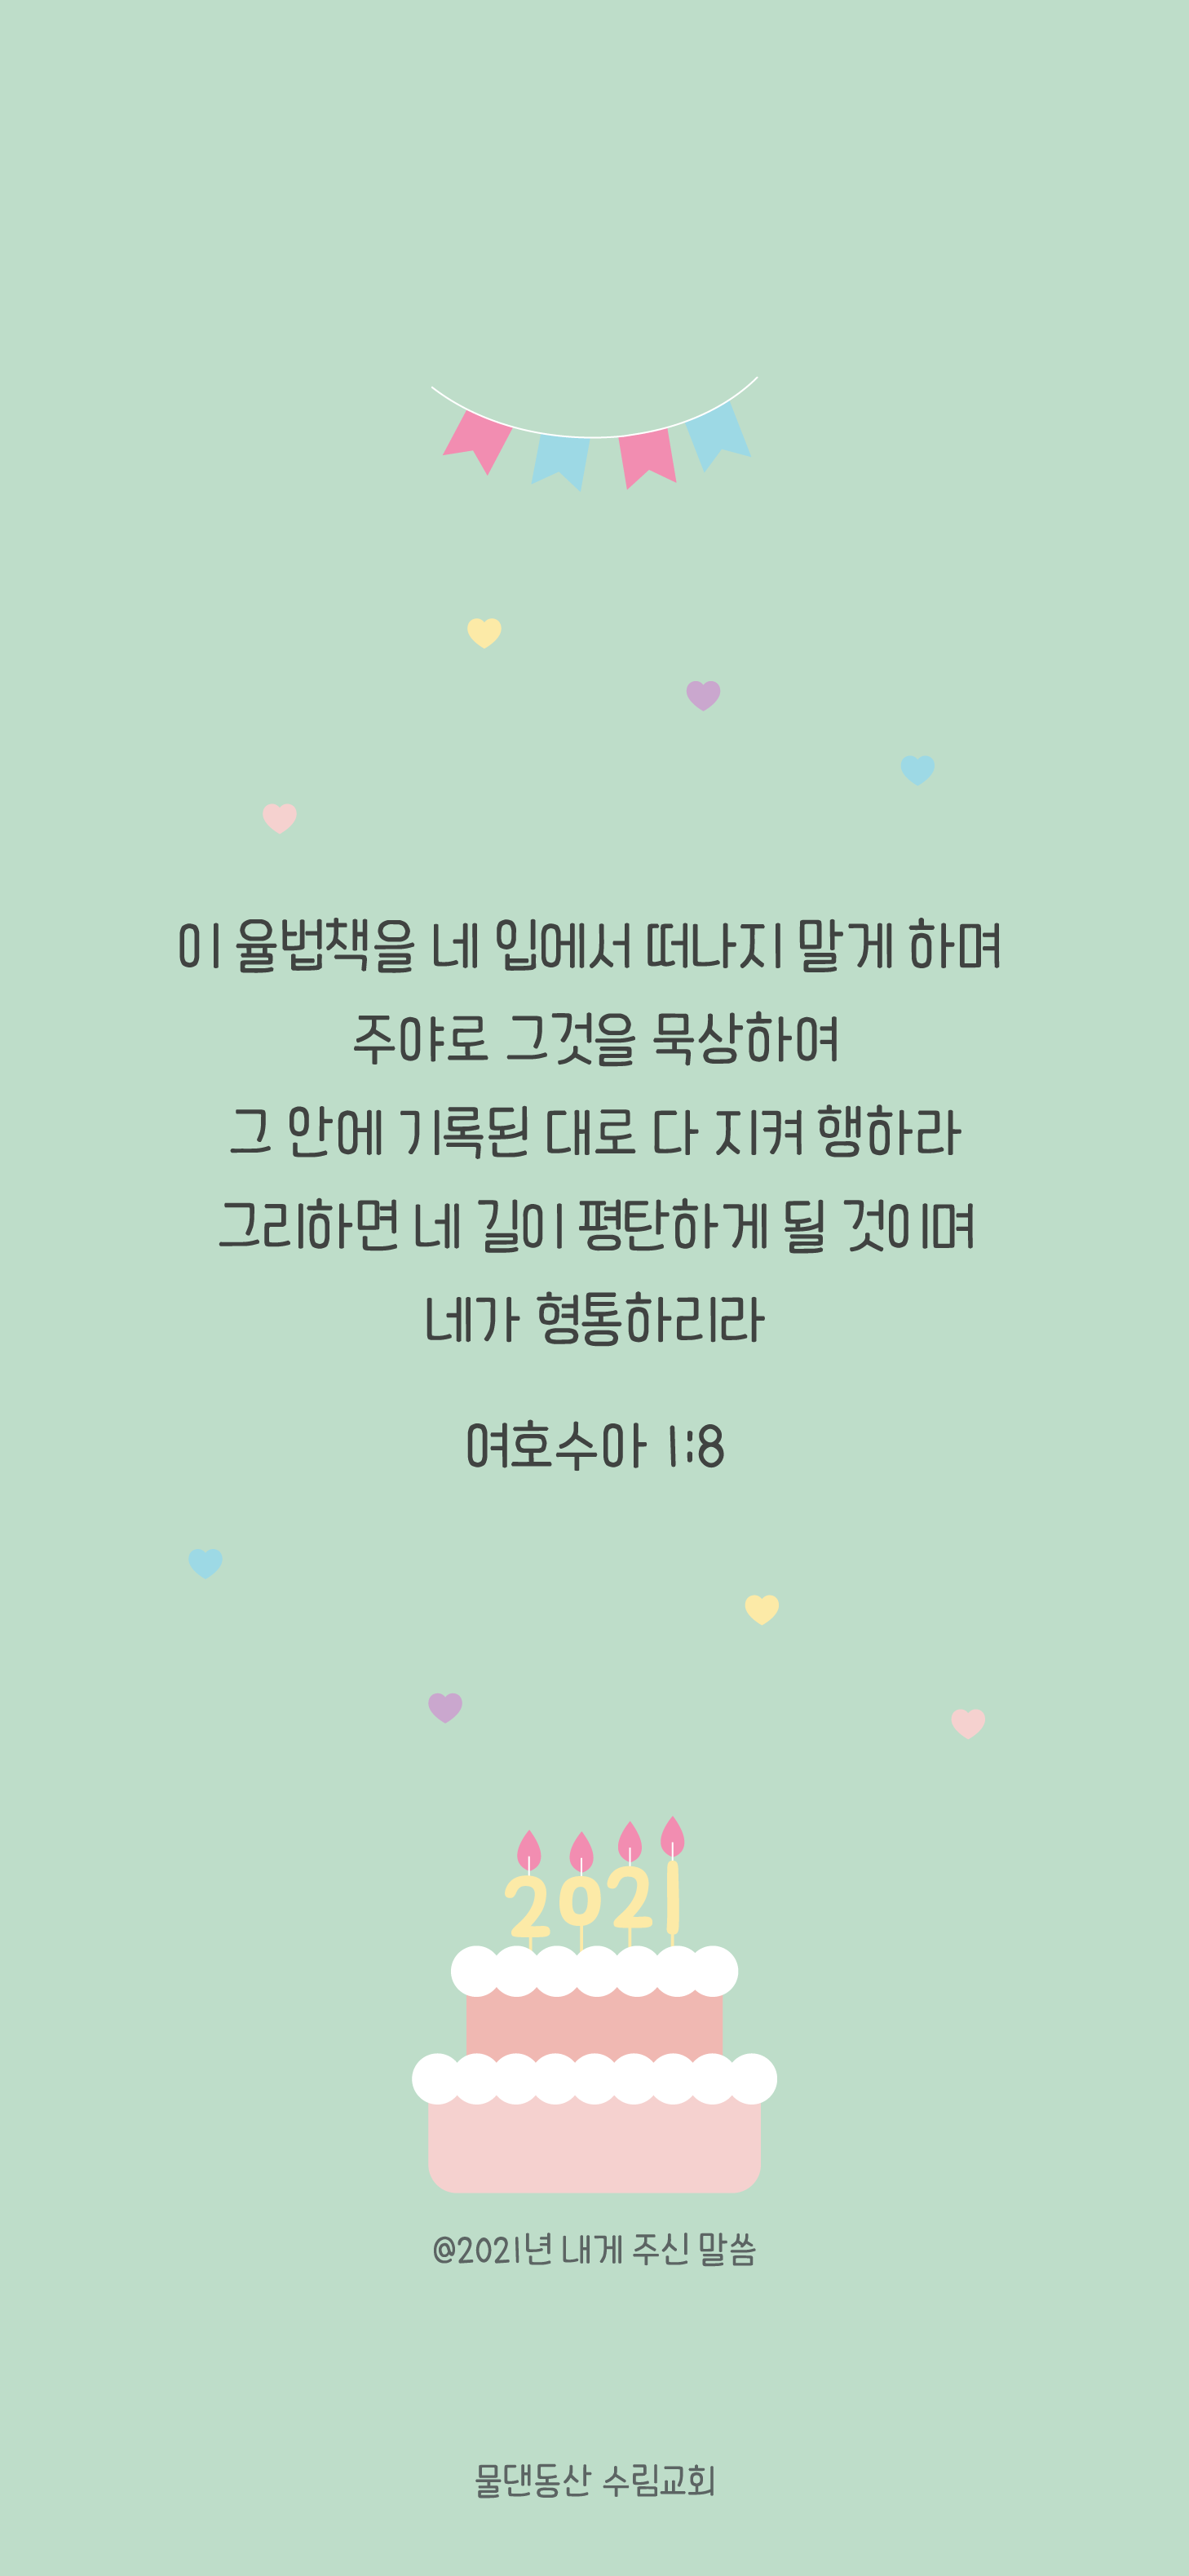 이 율법책을 네 입에서 떠나지 말게 하며
주야로 그것을 묵상하여
그 안에 기록된 대로 다 지켜 행하라
그리하면 네 길이 평탄하게 될 것이며
네가 형통하리라
여호수아 1:8
2021
@2021년 내게 주신 말씀
물댄동산 수림교회